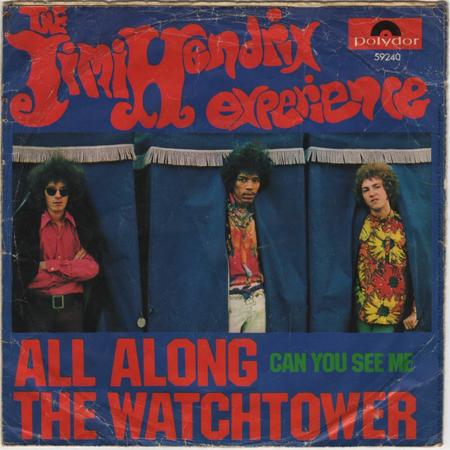 THE
Jimi Hendrix
experience
Polydor
59240
ALL ALONG
CAN YOU SEE ME
THE WATCHTOWER